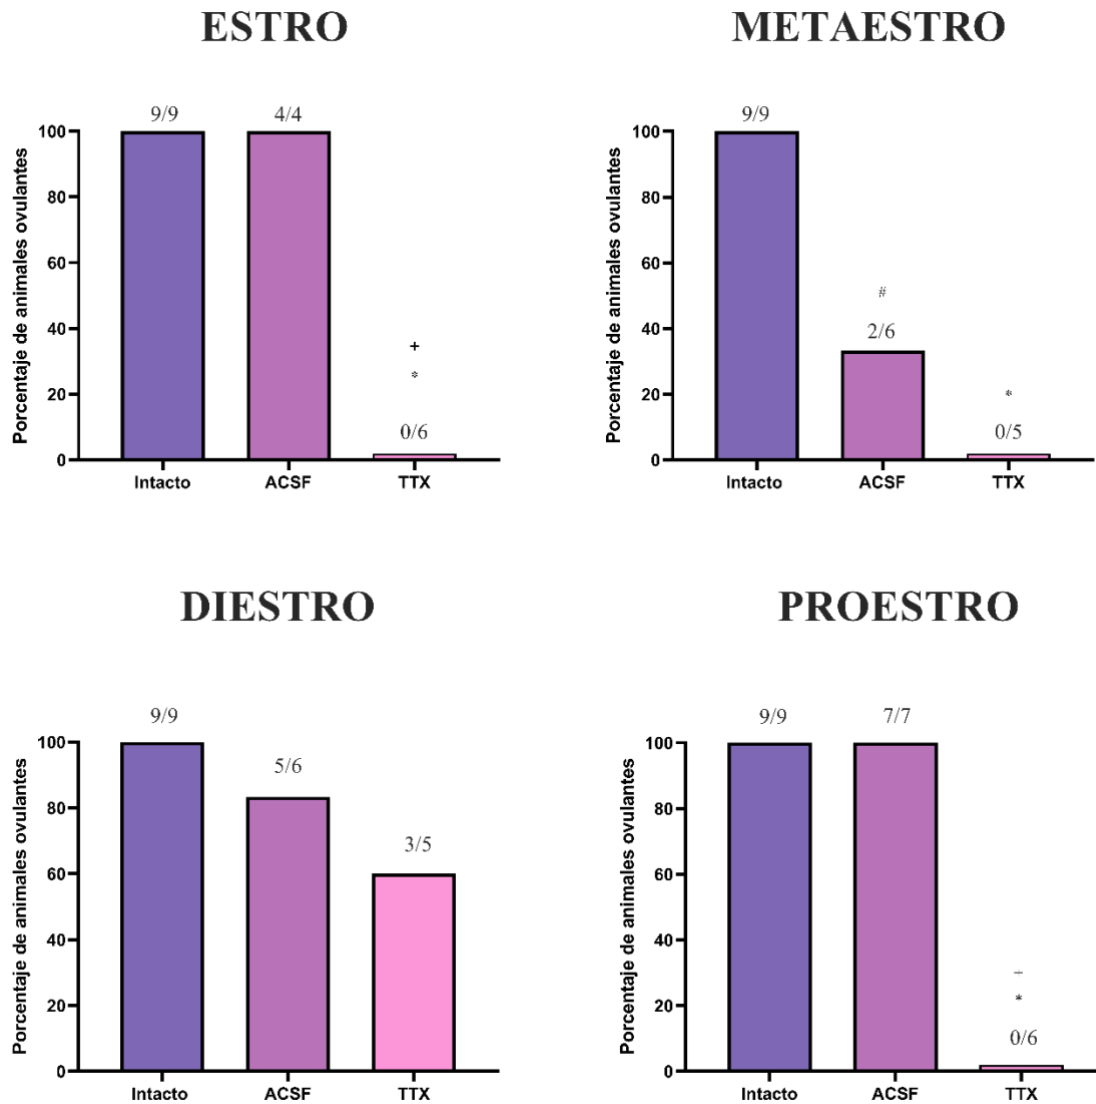 ESTRO
9/9
4/4
100
80
60
40
20
0
Porcentaje de animales ovulantes
+
*
0/6
Intacto
ACSF
TTX
METAESTRO
9/9
100
80
60
40
20
0
Porcentaje de animales ovulantes
#
2/6
*
0/5
Intacto
ACSF
TTX
DIESTRO
9/9
5/6
3/5
100
80
60
40
20
0
Porcentaje de animales ovulantes
Intacto
ACSF
TTX
PROESTRO
9/9
7/7
100
80
60
40
20
0
Porcentaje de animales ovulantes
+
*
0/6
Intacto
ACSF
TTX